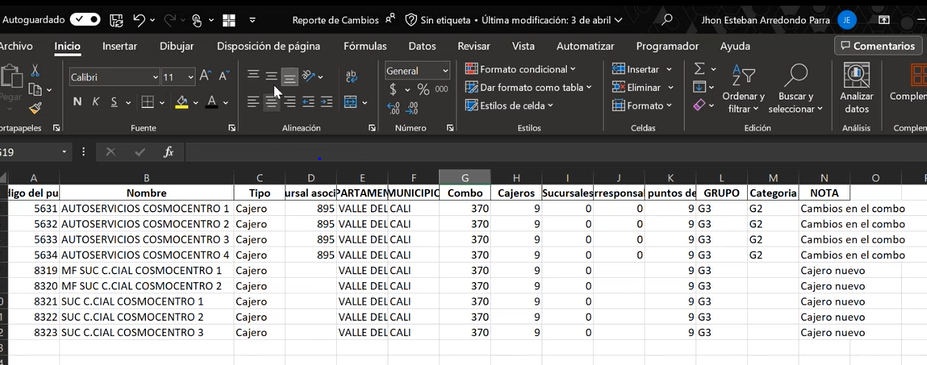 Autoguardado Reporte de Cambios Sin etiqueta • Última modificación: 3 de abril Jhon Esteban Arredondo Parra JE
Archivo Inicio Insertar Dibujar Disposición de página Fórmulas Datos Revisar Vista Automatizar Programador Ayuda Comentarios
Calibri 11 General Formato condicional Insertar
Pegar N K S Dar formato como tabla Eliminar Ordenar y filtrar Buscar y seleccionar Analizar datos Complem
Estilos de celda Formato
rtapapeles Fuente Alineación Número Estilos Celdas Edición Análisis Complem
G19 fx
A B C D E F G H I J K L M N O
digo del pu Nombre Tipo ursal asoci PARTAMEN MUNICIPIO Combo Cajeros Sucursales rresponsal puntos de GRUPO Categoria NOTA
5631 AUTOSERVICIOS COSMOCENTRO 1 Cajero 895 VALLE DEL CALI 370 9 0 0 9 G3 G2 Cambios en el combo
5632 AUTOSERVICIOS COSMOCENTRO 2 Cajero 895 VALLE DEL CALI 370 9 0 0 9 G3 G2 Cambios en el combo
5633 AUTOSERVICIOS COSMOCENTRO 3 Cajero 895 VALLE DEL CALI 370 9 0 0 9 G3 G2 Cambios en el combo
5634 AUTOSERVICIOS COSMOCENTRO 4 Cajero 895 VALLE DEL CALI 370 9 0 0 9 G3 G2 Cambios en el combo
8319 MF SUC C.CIAL COSMOCENTRO 1 Cajero VALLE DEL CALI 370 9 0 9 G3 Cajero nuevo
8320 MF SUC C.CIAL COSMOCENTRO 2 Cajero VALLE DEL CALI 370 9 0 9 G3 Cajero nuevo
8321 SUC C.CIAL COSMOCENTRO 1 Cajero VALLE DEL CALI 370 9 0 9 G3 Cajero nuevo
8322 SUC C.CIAL COSMOCENTRO 2 Cajero VALLE DEL CALI 370 9 0 9 G3 Cajero nuevo
8323 SUC C.CIAL COSMOCENTRO 3 Cajero VALLE DEL CALI 370 9 0 9 G3 Cajero nuevo